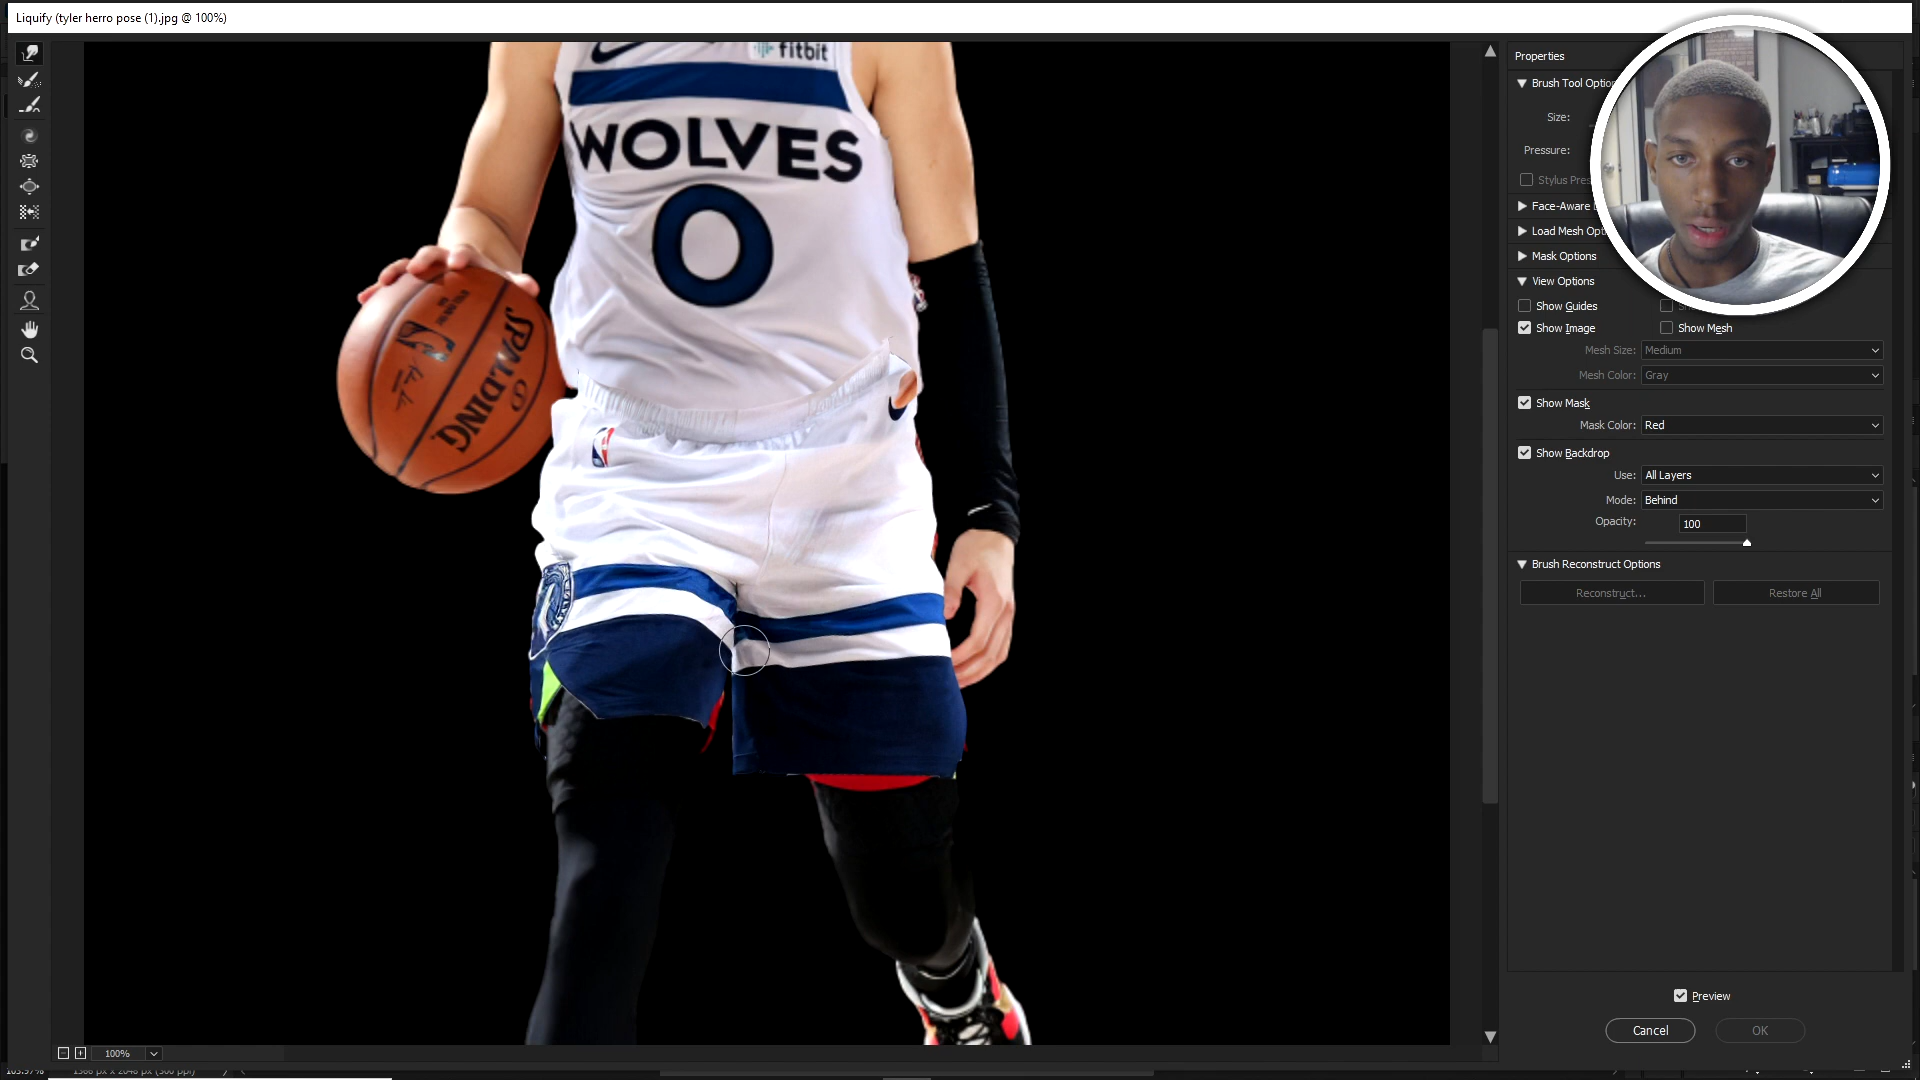 Liquify (tyler herro pose (1).jpg @ 100%)
Properties
Brush Tool Optio
Size:
Pressure:
Stylus Pres
Face-Aware
Load Mesh Opt
Mask Options
View Options
Show Guides
Show Image
Show Mesh
Mesh Size: Medium
Mesh Color: Gray
Show Mask
Mask Color: Red
Show Backdrop
Use: All Layers
Mode: Behind
Opacity: 100
Brush Reconstruct Options
Reconstruct...
Restore All
Preview
Cancel
OK
fitbit
WOLVES
0
SPALDING
100%